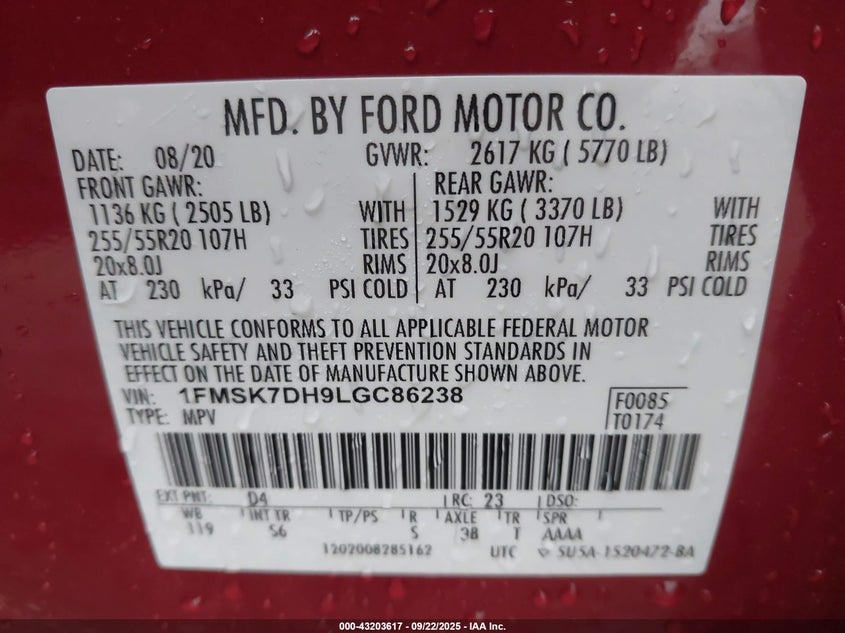 MFD. BY FORD MOTOR CO.
DATE: 08/20 GVWR: 2617 KG ( 5770 LB)
FRONT GAWR: REAR GAWR:
1136 KG ( 2505 LB) WITH 1529 KG ( 3370 LB) WITH
255/55R20 107H TIRES 255/55R20 107H TIRES
20x8.0J RIMS 20x8.0J RIMS
AT 230 kPa/ 33 PSI COLD AT 230 kPa/ 33 PSI COLD
THIS VEHICLE CONFORMS TO ALL APPLICABLE FEDERAL MOTOR
VEHICLE SAFETY AND THEFT PREVENTION STANDARDS IN
EFFECT ON THE DATE OF MANUFACTURE SHOWN ABOVE.
VIN: 1FMSK7DH9LGC86238 F0085
TYPE: MPV T0174
EXT PNT: D4 RC: 23 DSO:
WB INT TR TP/PS R AXLE TR SPR
119 S6 S 38 T AAAA
1202008285162 UTC SU5A-1520472-BA
000-43203617 - 09/22/2025 - IAA Inc.